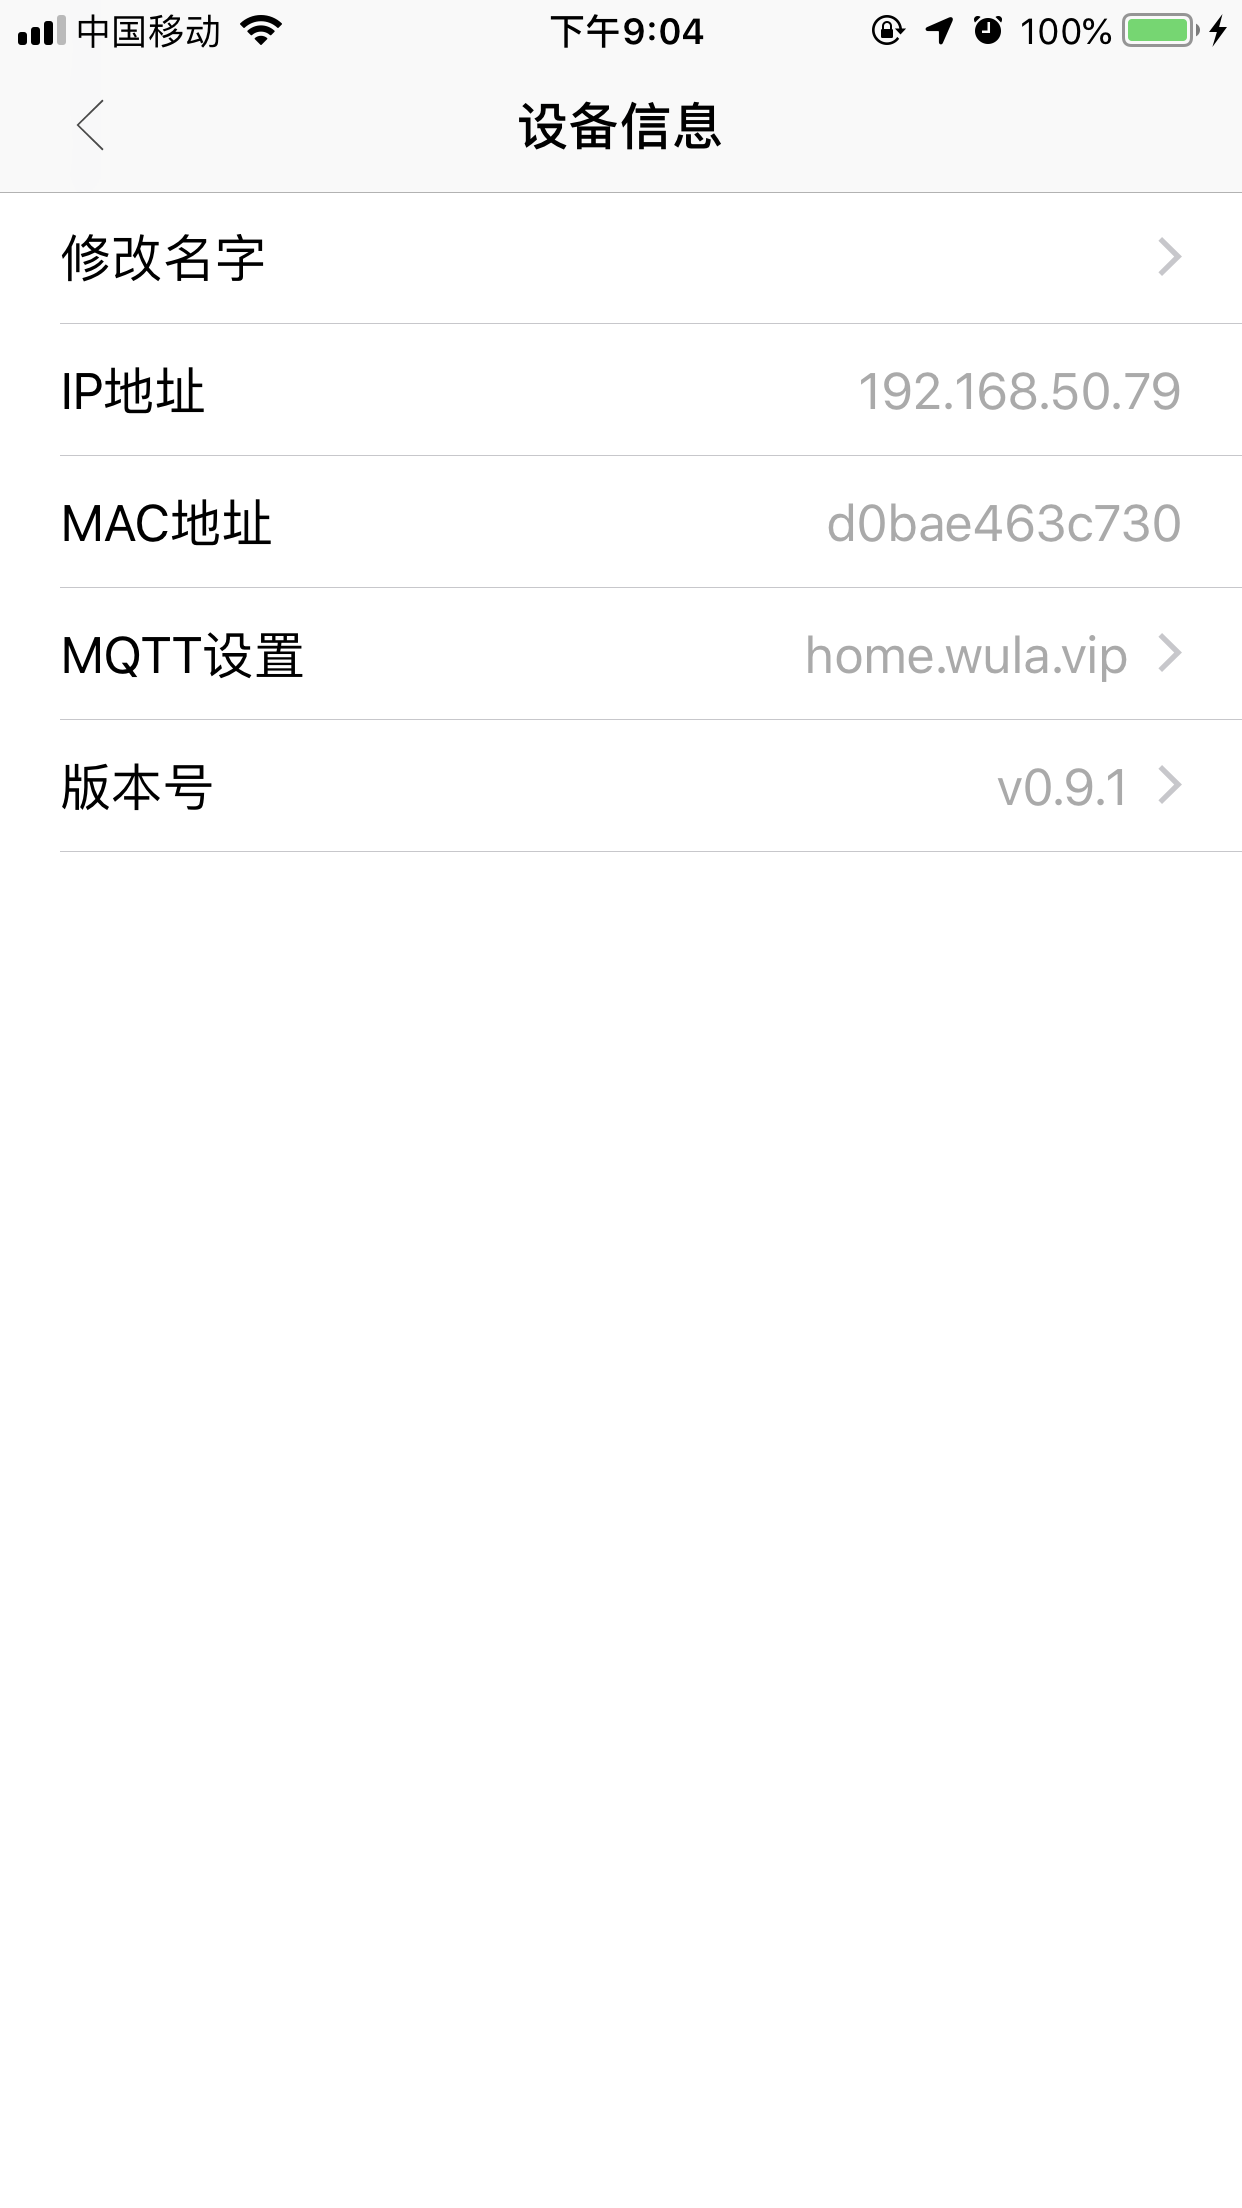 中国移动 下午9:04 100%
设备信息
修改名字
IP地址 192.168.50.79
MAC地址 d0bae463c730
MQTT设置 home.wula.vip
版本号 v0.9.1